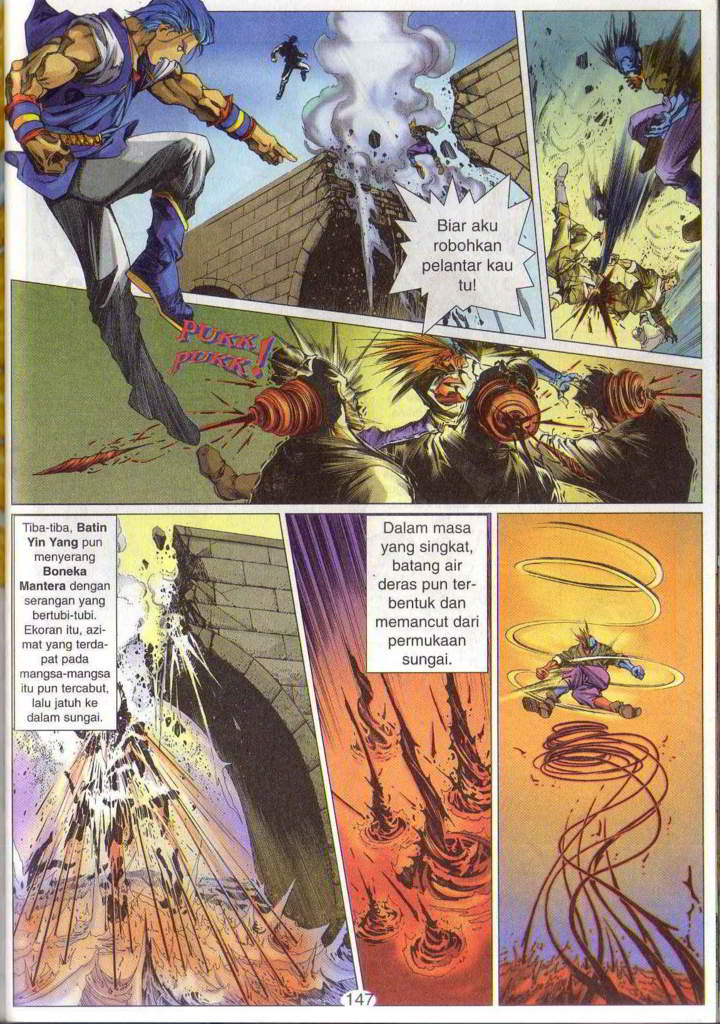 Biar aku
robohkan
pelantar kau
tu!
PUKK
PUKK!
Tiba-tiba, Batin
Yin Yang pun
menyerang
Boneka
Mantera dengan
serangan yang
bertubi-tubi.
Ekoran itu, azi-
mat yang terda-
pat pada
mangsa-mangsa
itu pun tercabut,
lalu jatuh ke
dalam sungai.
Dalam masa
yang singkat,
batang air
deras pun ter-
bentuk dan
memancut dari
permukaan
sungai.
147